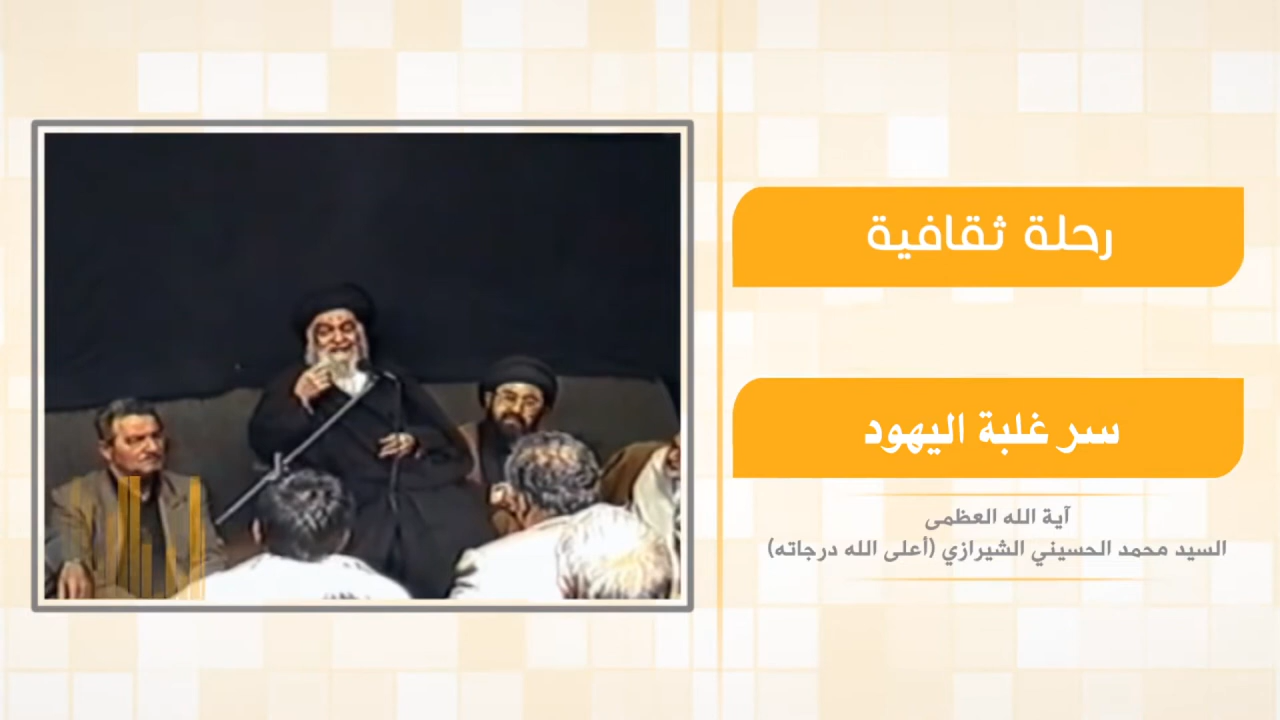 رحلة ثقافية
سر غلبة اليهود
آية الله العظمى
السيد محمد الحسيني الشيرازي (أعلى الله درجاته)